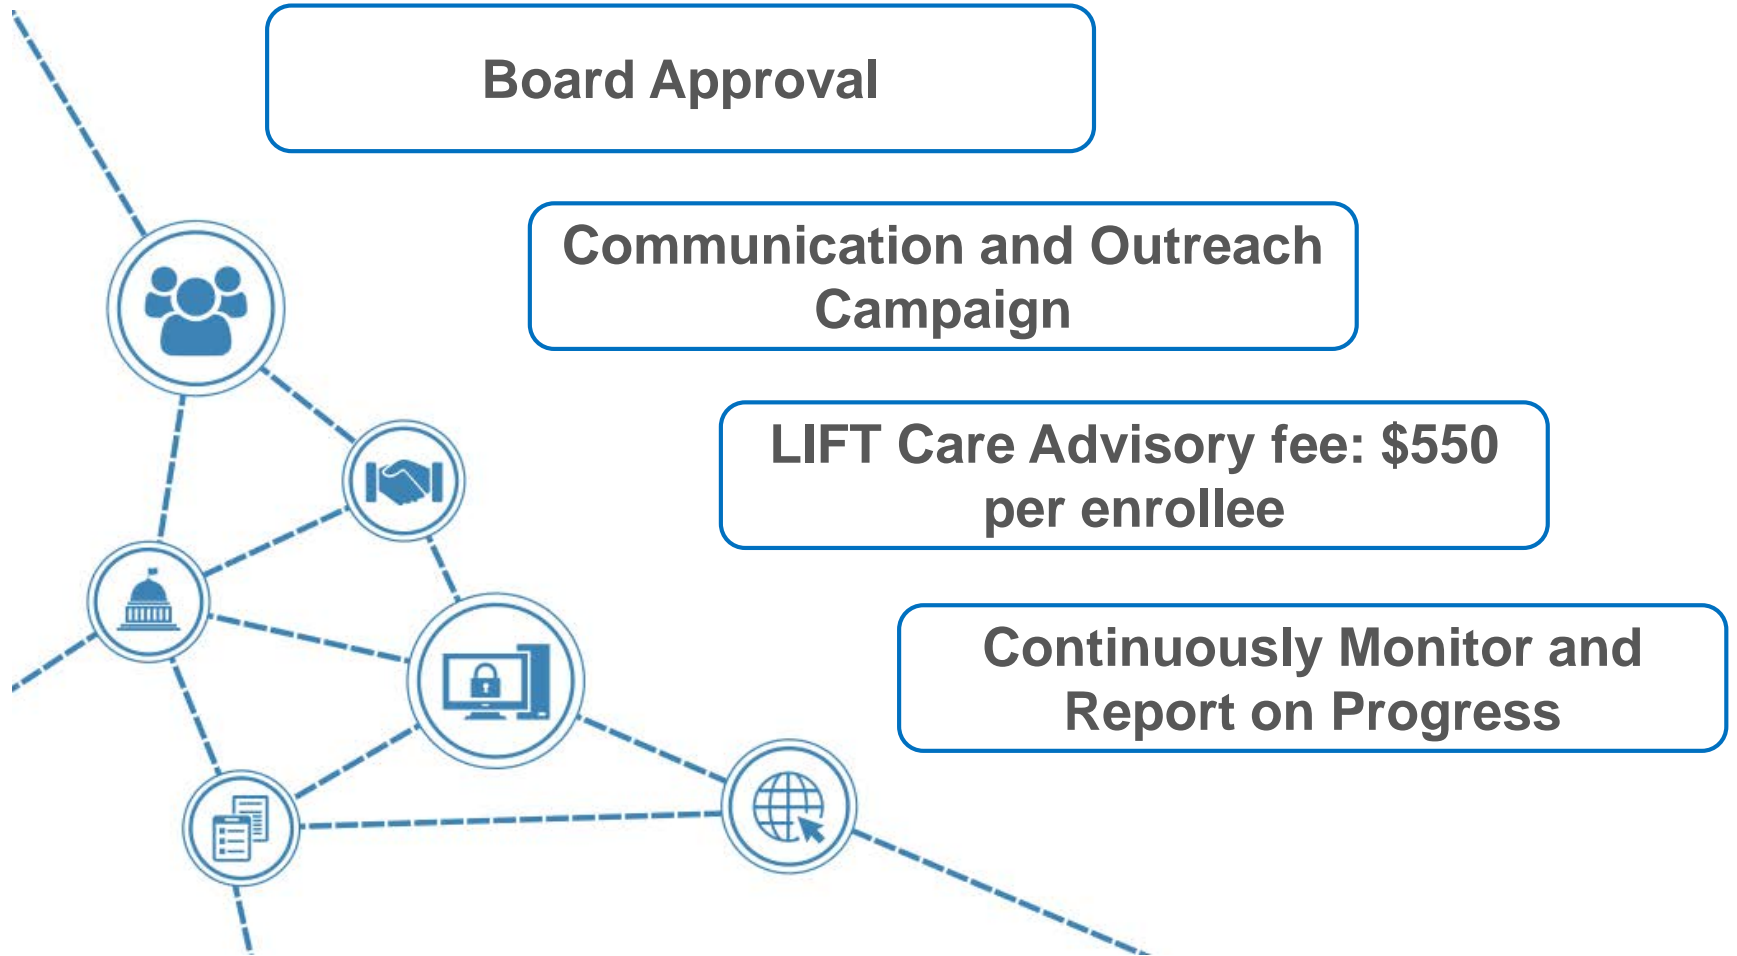 Board Approval
Communication and Outreach
Campaign
LIFT Care Advisory fee: $550
per enrollee
Continuously Monitor and
Report on Progress